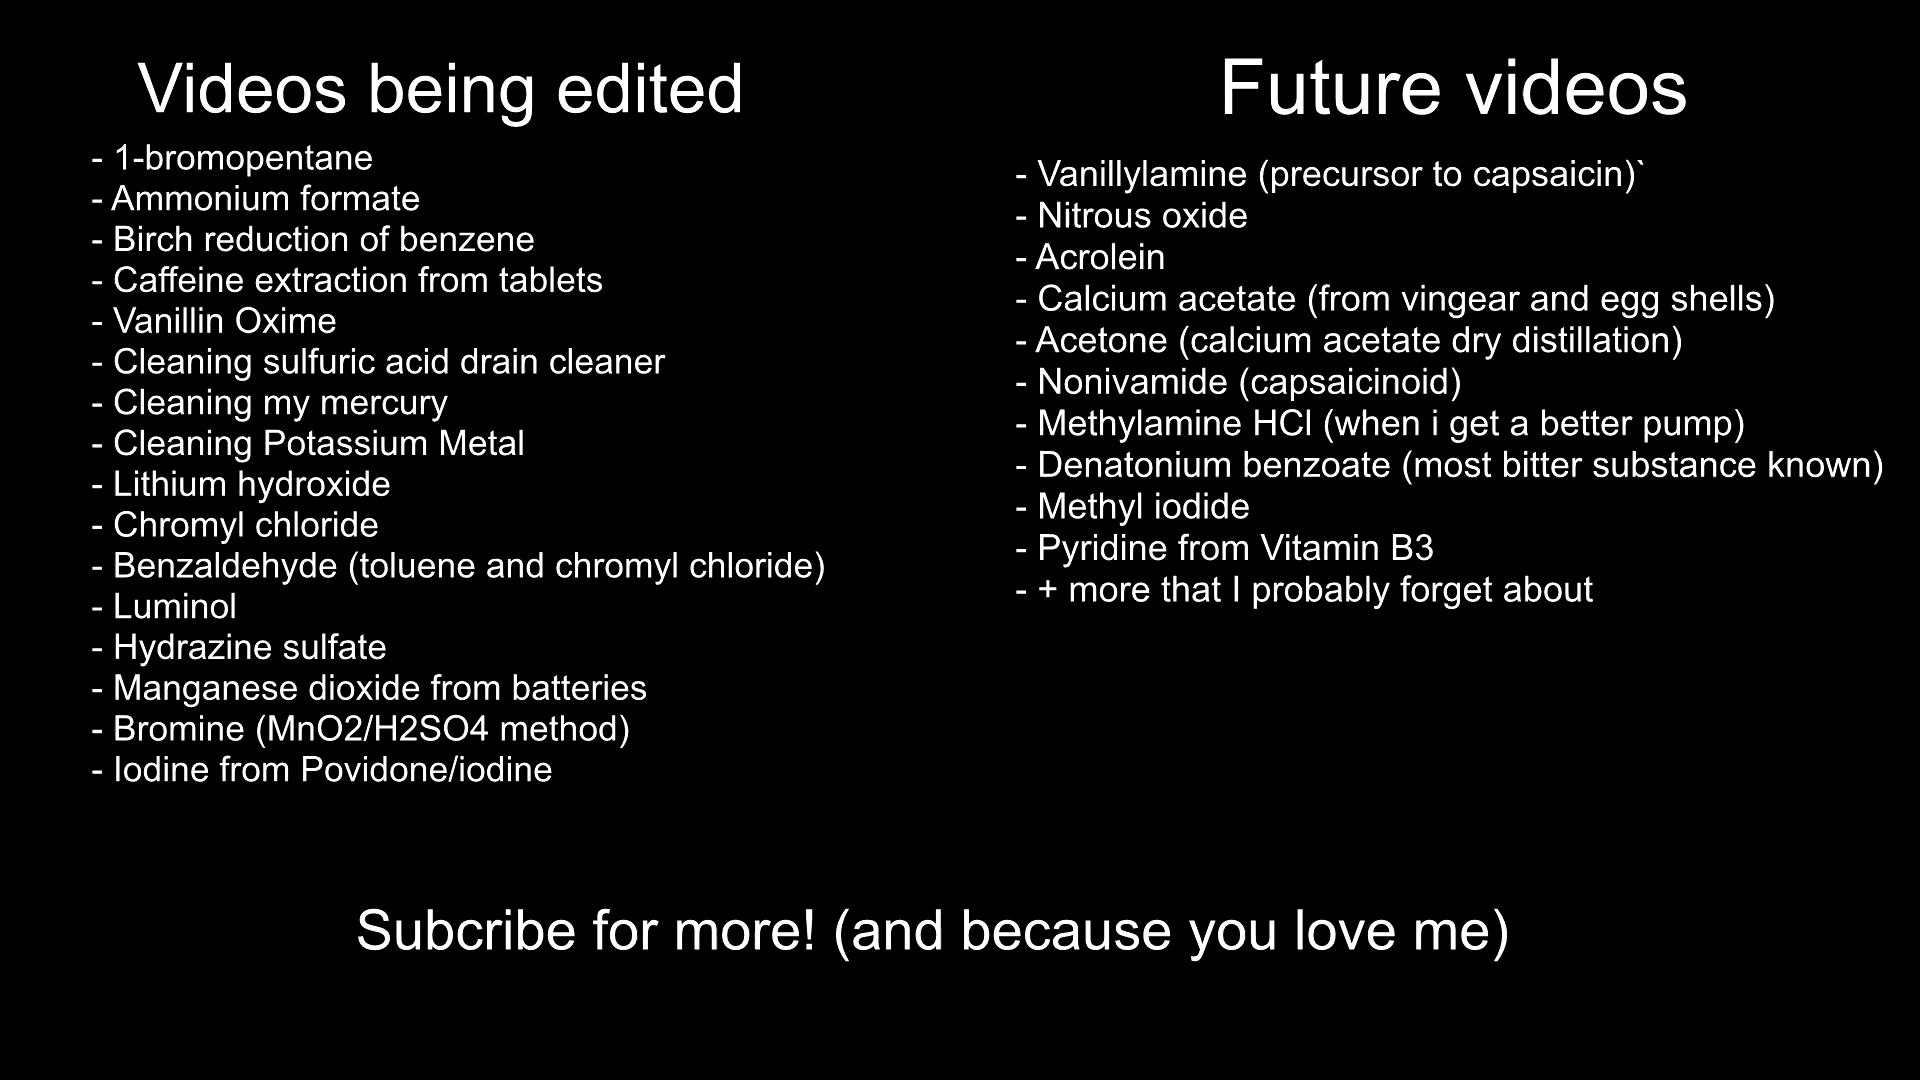 Videos being edited
- 1-bromopentane
- Ammonium formate
- Birch reduction of benzene
- Caffeine extraction from tablets
- Vanillin Oxime
- Cleaning sulfuric acid drain cleaner
- Cleaning my mercury
- Cleaning Potassium Metal
- Lithium hydroxide
- Chromyl chloride
- Benzaldehyde (toluene and chromyl chloride)
- Luminol
- Hydrazine sulfate
- Manganese dioxide from batteries
- Bromine (MnO2/H2SO4 method)
- Iodine from Povidone/iodine
Future videos
- Vanillylamine (precursor to capsaicin)`
- Nitrous oxide
- Acrolein
- Calcium acetate (from vingear and egg shells)
- Acetone (calcium acetate dry distillation)
- Nonivamide (capsaicinoid)
- Methylamine HCl (when i get a better pump)
- Denatonium benzoate (most bitter substance known)
- Methyl iodide
- Pyridine from Vitamin B3
- + more that I probably forget about
Subcribe for more! (and because you love me)